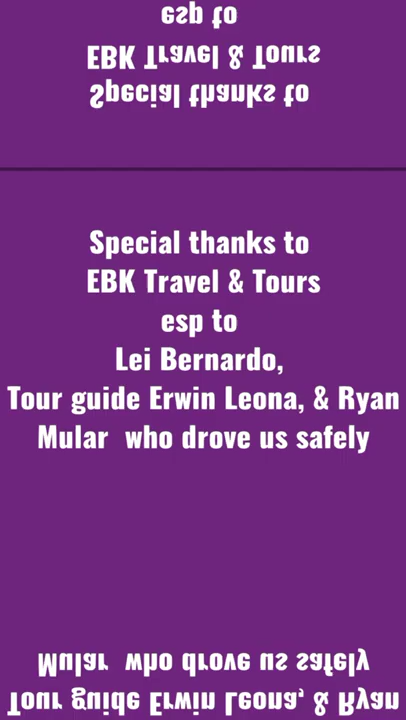 esp to
EBK Travel & Tours
Special thanks to
Special thanks to
EBK Travel & Tours
esp to
Lei Bernardo,
Tour guide Erwin Leona, & Ryan
Mular who drove us safely
Mular who drove us safely
Tour guide Erwin Leona, & Ryan